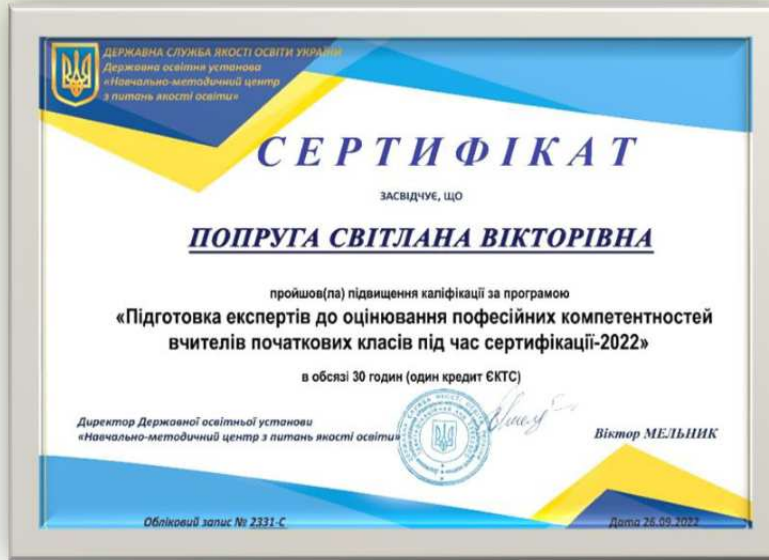 ДЕРЖАВНА СЛУЖБА ЯКОСТІ ОСВІТИ УКРАЇНИ
Державна освітня установа
«Навчально-методичний центр
з питань якості освіти»
СЕРТИФІКАТ
ЗАСВІДЧУЄ, ЩО
ПОПРУГА СВІТЛАНА ВІКТОРІВНА
пройшов(ла) підвищення каліфікації за програмою
«Підготовка експертів до оцінювання пофесійних компетентностей
вчителів початкових класів під час сертифікації-2022»
в обсязі 30 годин (один кредит ЄКТС)
Директор Державної освітньої установи
«Навчально-методичний центр з питань якості освіти»
Віктор МЕЛЬНИК
Обліковий запис № 2331-С
Дата 26.09.2022